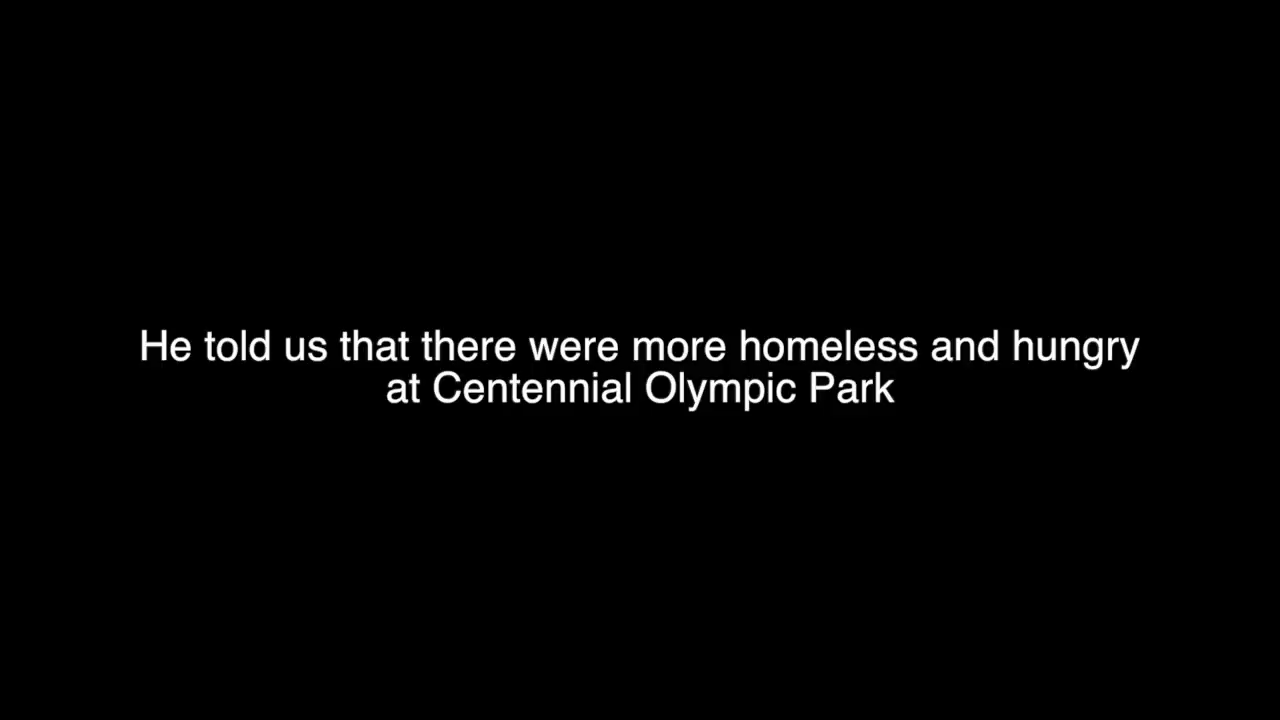 He told us that there were more homeless and hungry
at Centennial Olympic Park